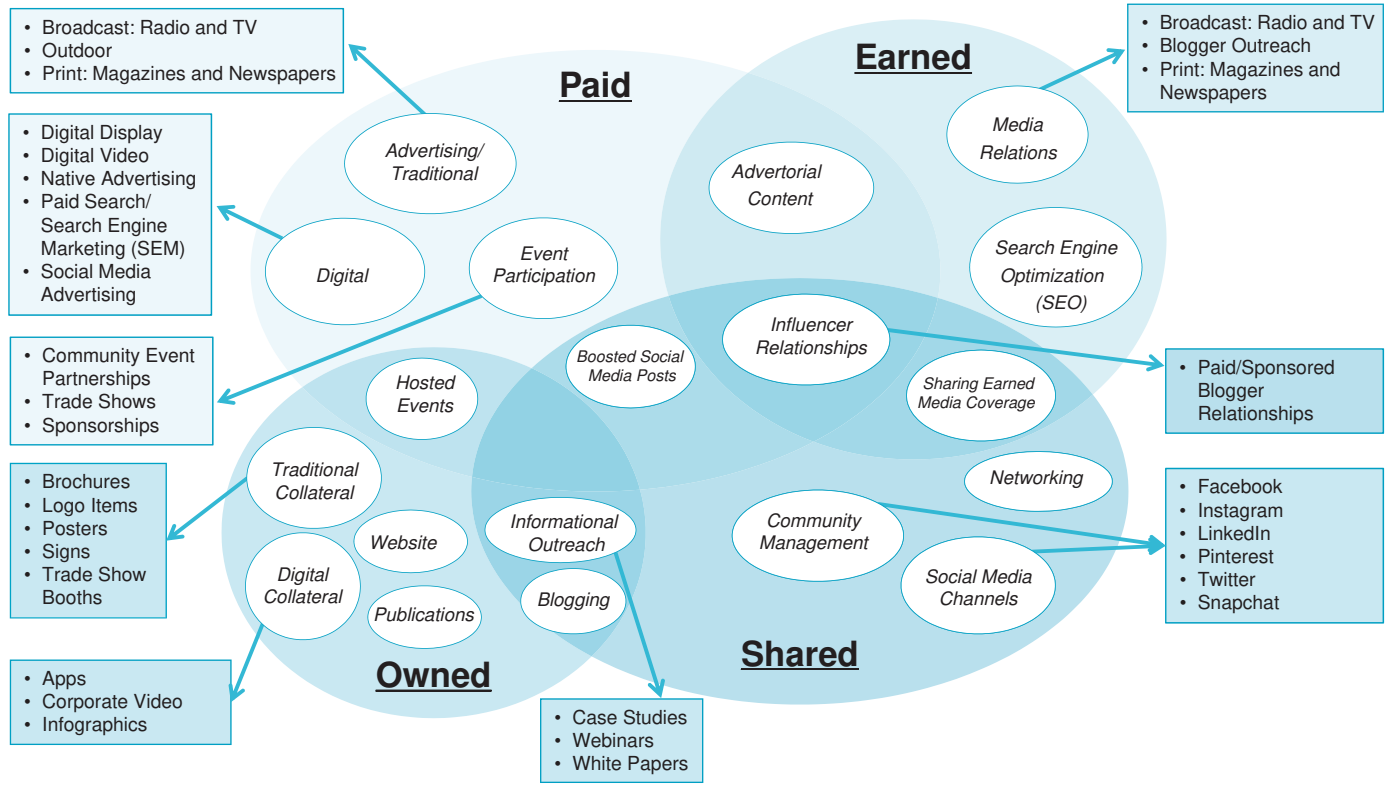 • Broadcast: Radio and TV
• Outdoor
• Print: Magazines and Newspapers
• Digital Display
• Digital Video
• Native Advertising
• Paid Search/
Search Engine
Marketing (SEM)
• Social Media
Advertising
• Community Event
Partnerships
• Trade Shows
• Sponsorships
• Brochures
• Logo Items
• Posters
• Signs
• Trade Show
Booths
• Apps
• Corporate Video
• Infographics
Paid
Advertising/
Traditional
Digital
Event
Participation
Earned
Media
Relations
Advertorial
Content
Search Engine
Optimization
(SEO)
Influencer
Relationships
Boosted Social
Media Posts
Sharing Earned
Media Coverage
Hosted
Events
Traditional
Collateral
Website
Digital
Collateral
Publications
Informational
Outreach
Blogging
Owned
Networking
Community
Management
Social Media
Channels
Shared
• Case Studies
• Webinars
• White Papers
• Broadcast: Radio and TV
• Blogger Outreach
• Print: Magazines and
Newspapers
• Paid/Sponsored
Blogger
Relationships
• Facebook
• Instagram
• LinkedIn
• Pinterest
• Twitter
• Snapchat